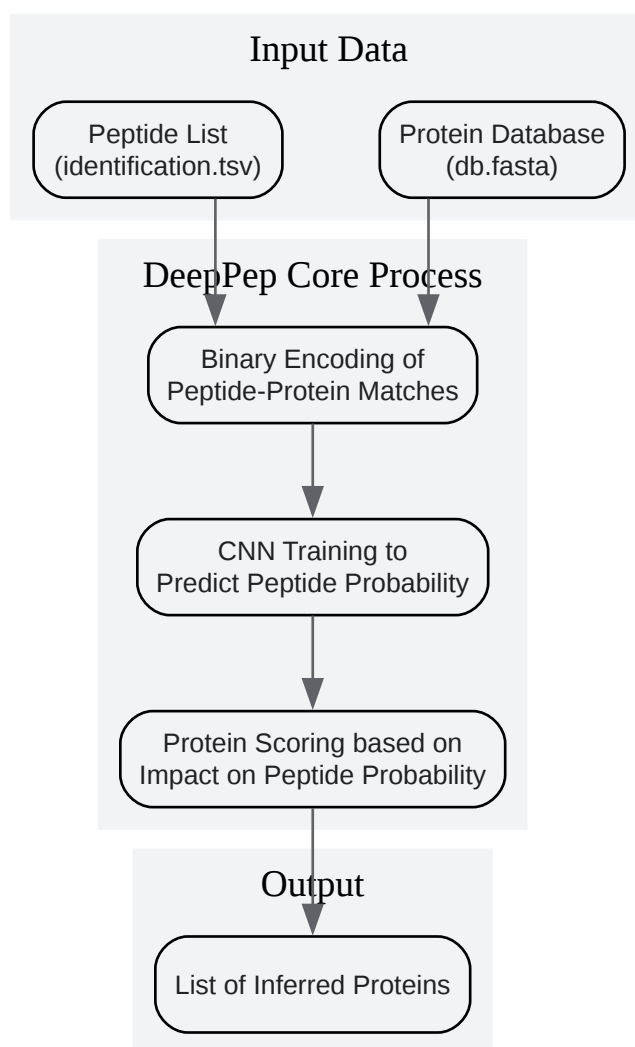 Input Data
Peptide List
(identification.tsv)
Protein Database
(db.fasta)
DeepPep Core Process
Binary Encoding of
Peptide-Protein Matches
CNN Training to
Predict Peptide Probability
Protein Scoring based on
Impact on Peptide Probability
Output
List of Inferred Proteins